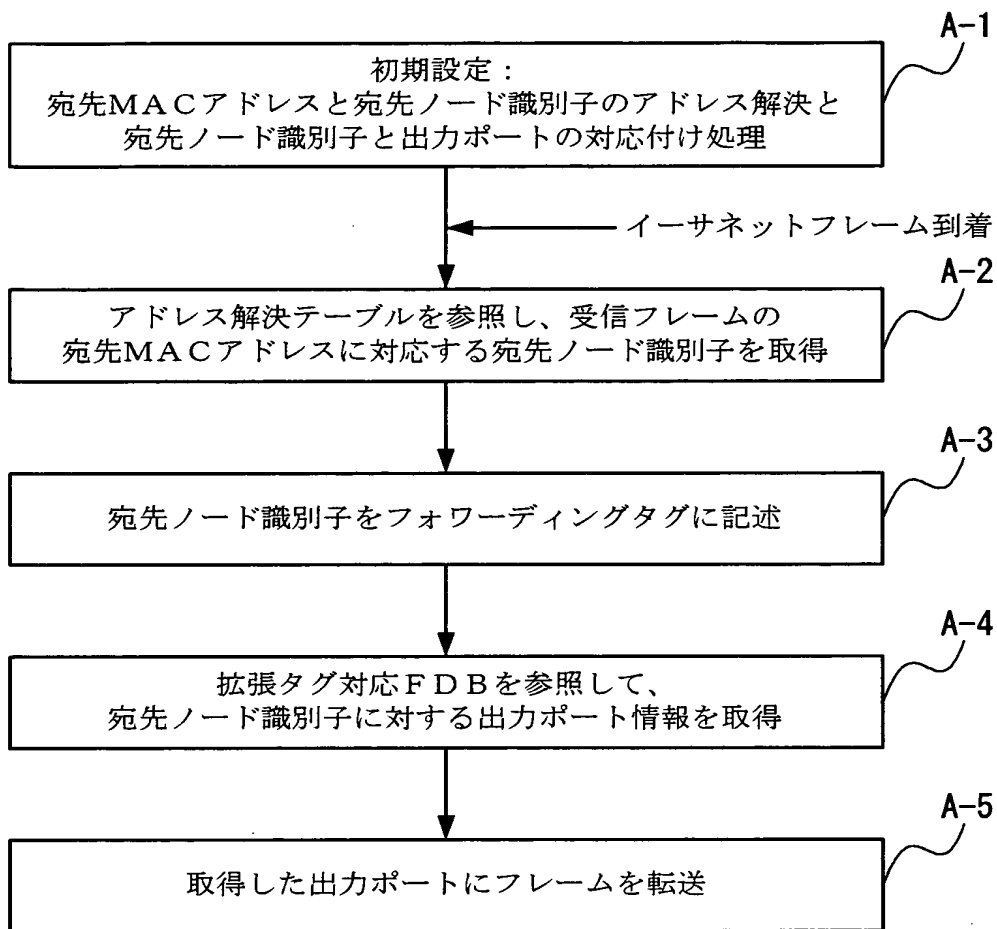 A-1
初期設定：
宛先ＭＡＣアドレスと宛先ノード識別子のアドレス解決と
宛先ノード識別子と出力ポートの対応付け処理
イーサネットフレーム到着
A-2
アドレス解決テーブルを参照し、受信フレームの
宛先ＭＡＣアドレスに対応する宛先ノード識別子を取得
A-3
宛先ノード識別子をフォワーディングタグに記述
A-4
拡張タグ対応ＦＤＢを参照して、
宛先ノード識別子に対する出力ポート情報を取得
A-5
取得した出力ポートにフレームを転送